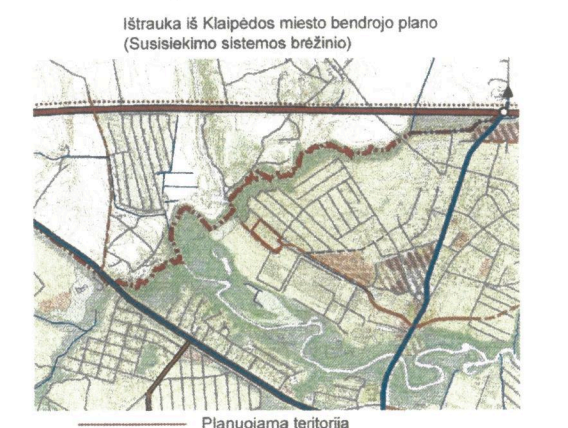 Ištrauka iš Klaipėdos miesto bendrojo plano
(Susisiekimo sistemos brėžinio)
Planuojama teritorija